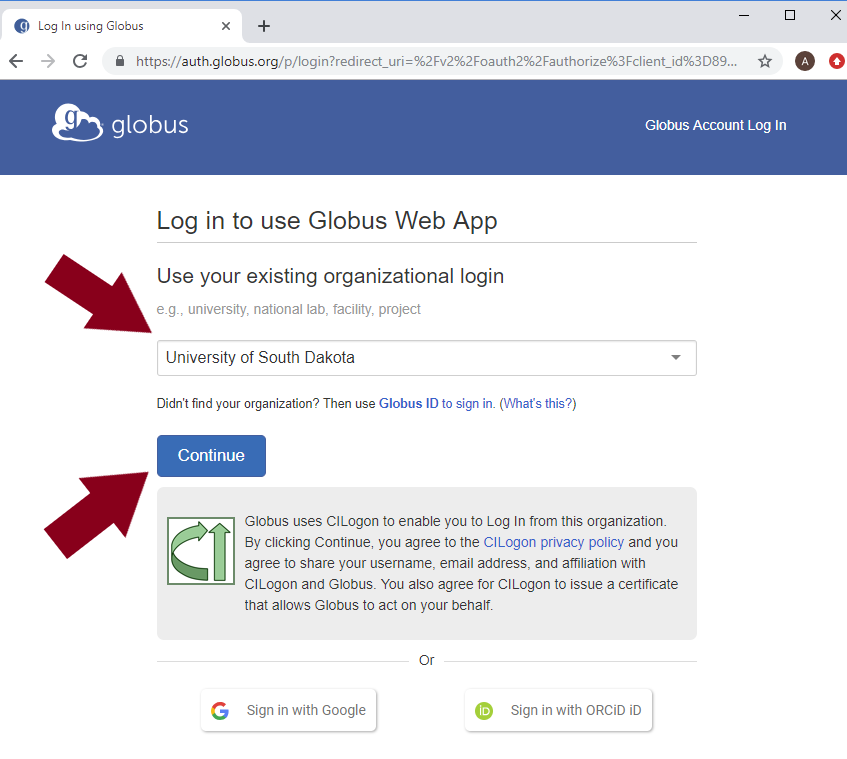 Log In using Globus
https://auth.globus.org/p/login?redirect_uri=%2Fv2%2Foauth2%2Fauthorize%3Fclient_id%3D89...
A
g globus
Globus Account Log In
Log in to use Globus Web App
Use your existing organizational login
e.g., university, national lab, facility, project
University of South Dakota
Didn't find your organization? Then use Globus ID to sign in. (What's this?)
Continue
CI
Globus uses CILogon to enable you to Log In from this organization.
By clicking Continue, you agree to the CILogon privacy policy and you
agree to share your username, email address, and affiliation with
CILogon and Globus. You also agree for CILogon to issue a certificate
that allows Globus to act on your behalf.
Or
G Sign in with Google
iD Sign in with ORCiD iD